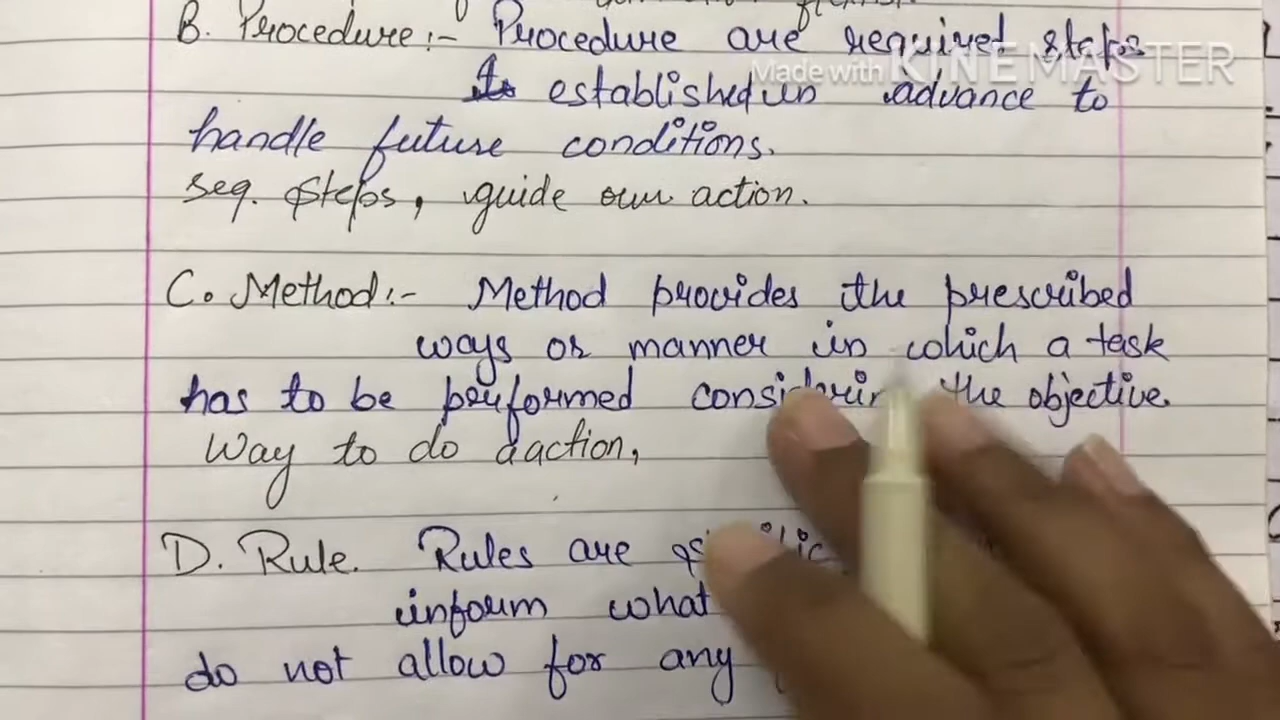 B. Procedure:- Procedure are required steps
Made with KINEMASTER
established in advance to
handle future conditions.
seq. steps, guide our action.
C. Method:- Method provides the prescribed
ways or manner in which a task
has to be performed the objective
Way to do a action,
D. Rule. Rules are
inform what
do not allow for any